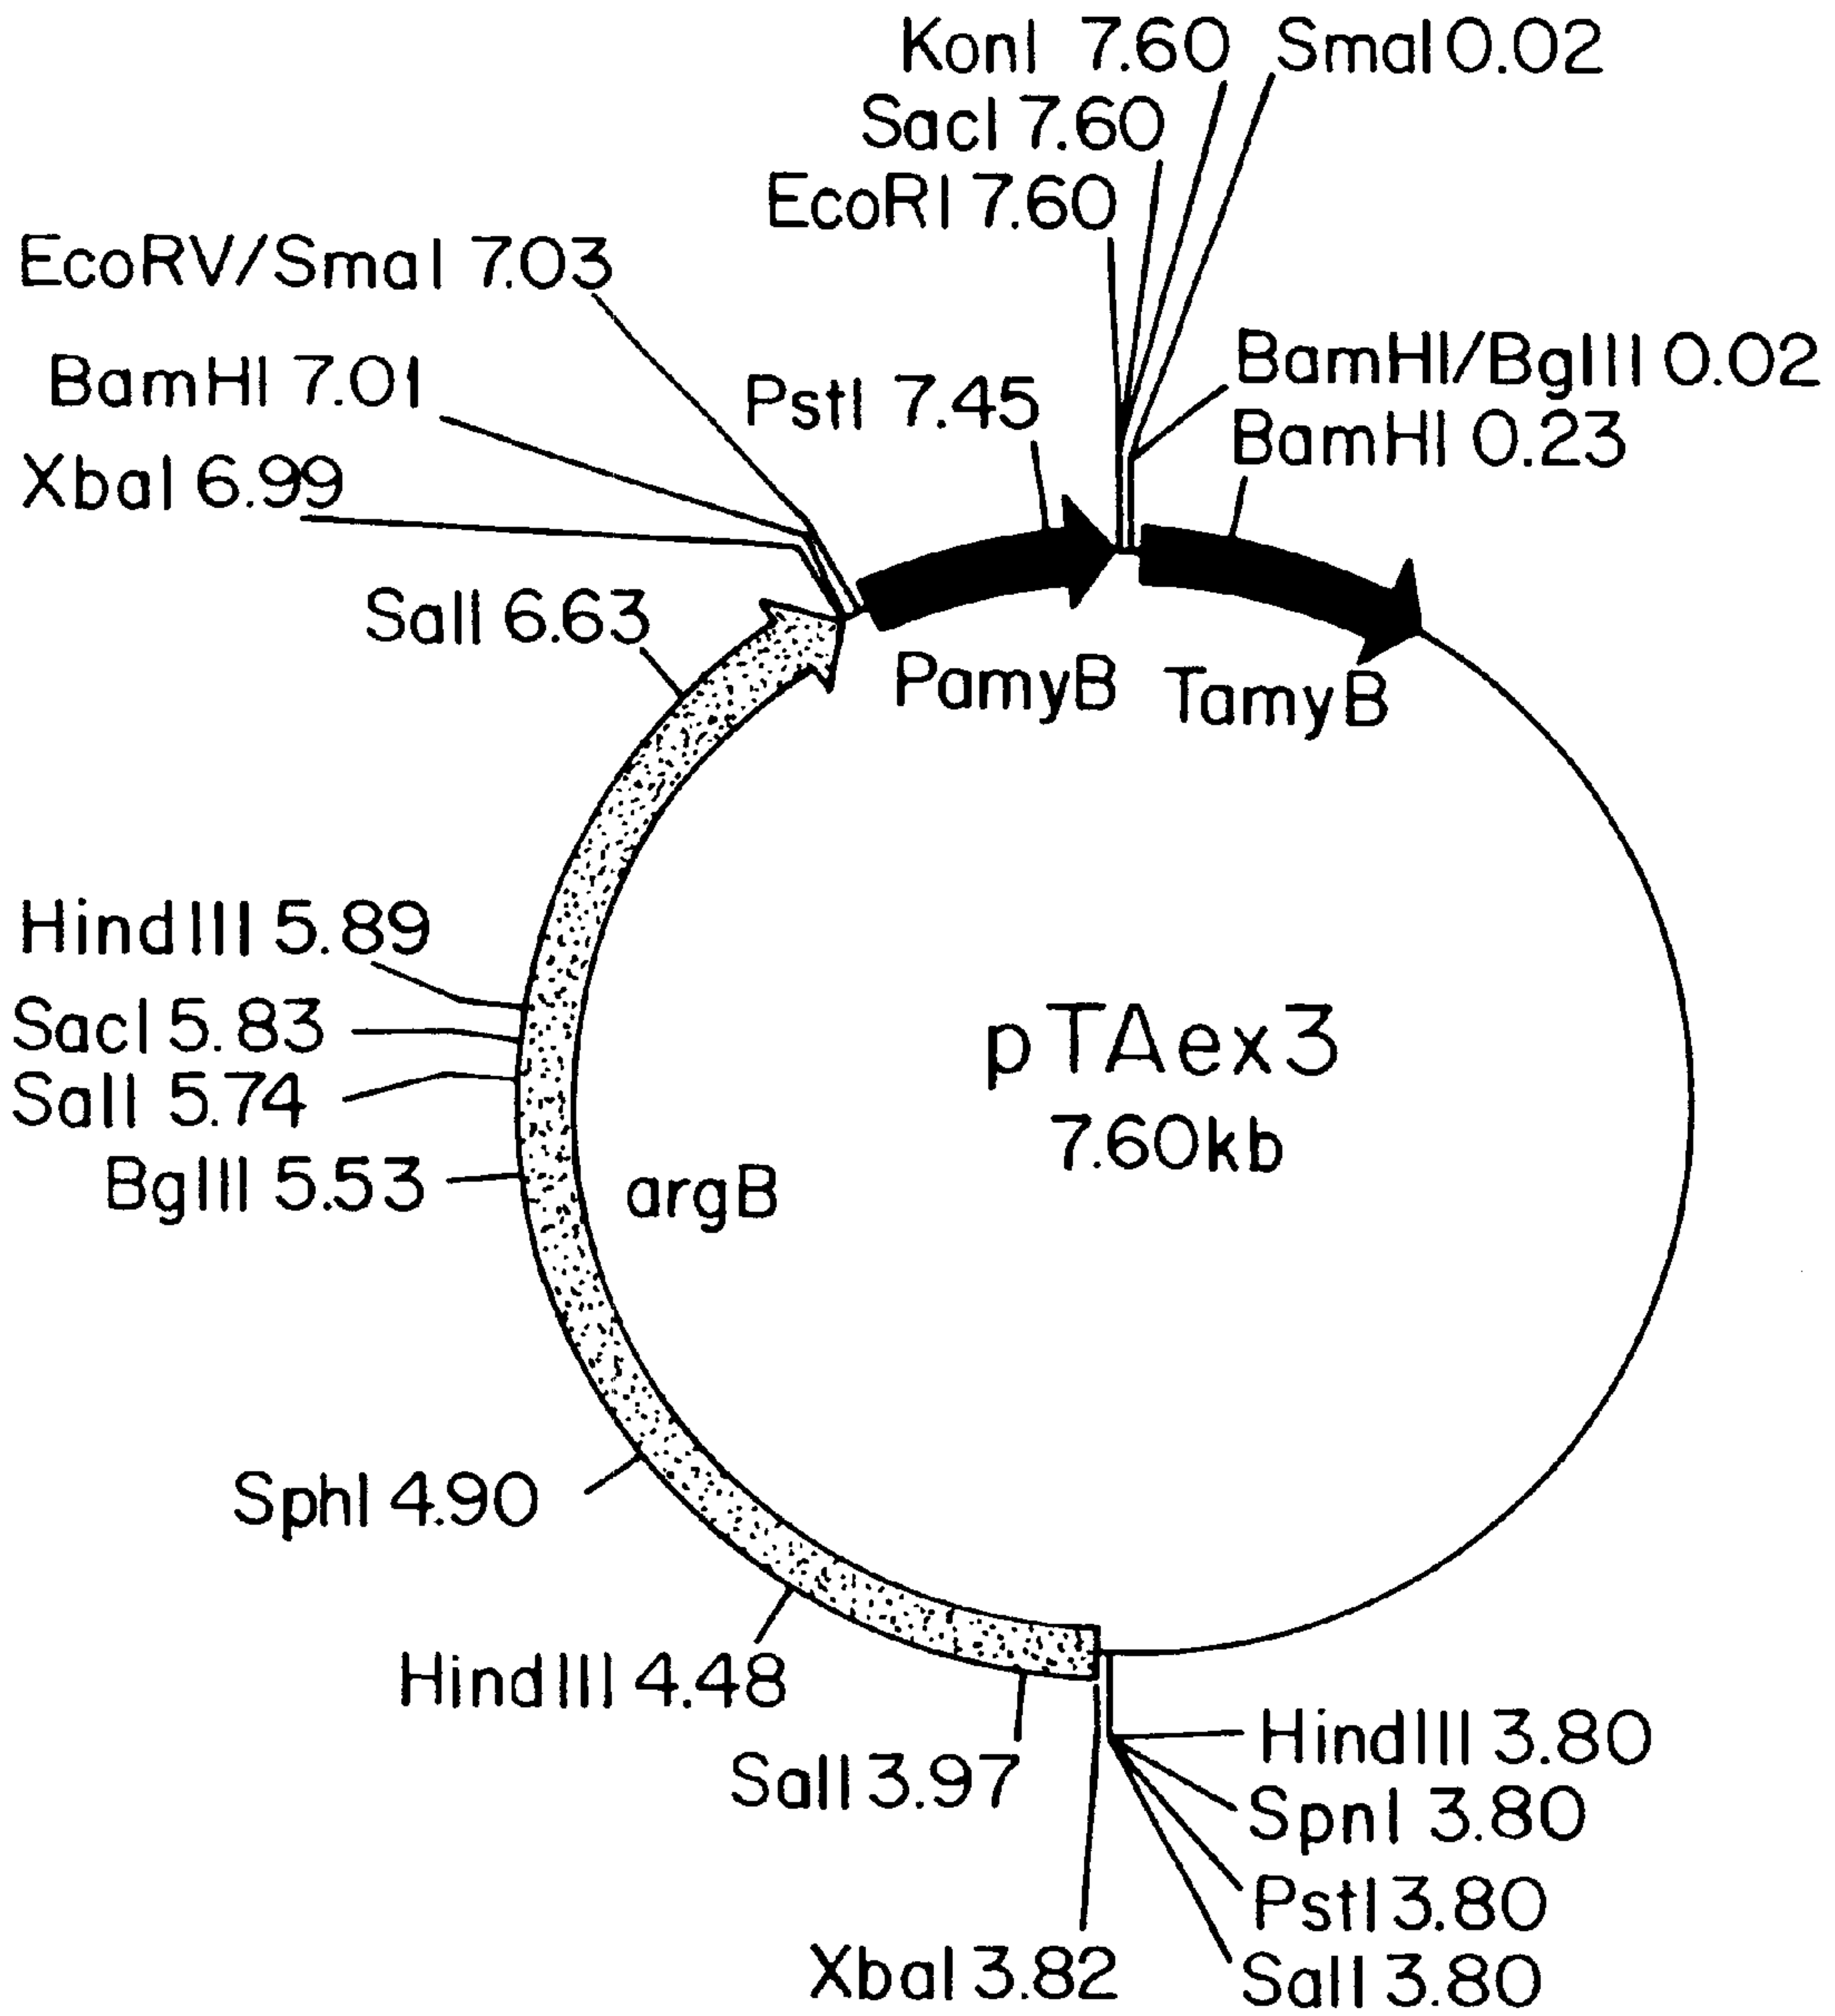 KonI 7.60
SmaI 0.02
SacI 7.60
EcoRI 7.60
EcoRV/SmaI 7.03
BamHI 7.01
PstI 7.45
BamHI/BglII 0.02
BamHI 0.23
XbaI 6.99
SalI 6.63
PamyB
TamyB
HindIII 5.89
SacI 5.83
SalI 5.74
BglII 5.53
argB
pTAex3
7.60kb
SphI 4.90
HindIII 4.48
SalI 3.97
XbaI 3.82
HindIII 3.80
SpnI 3.80
PstI 3.80
SalI 3.80